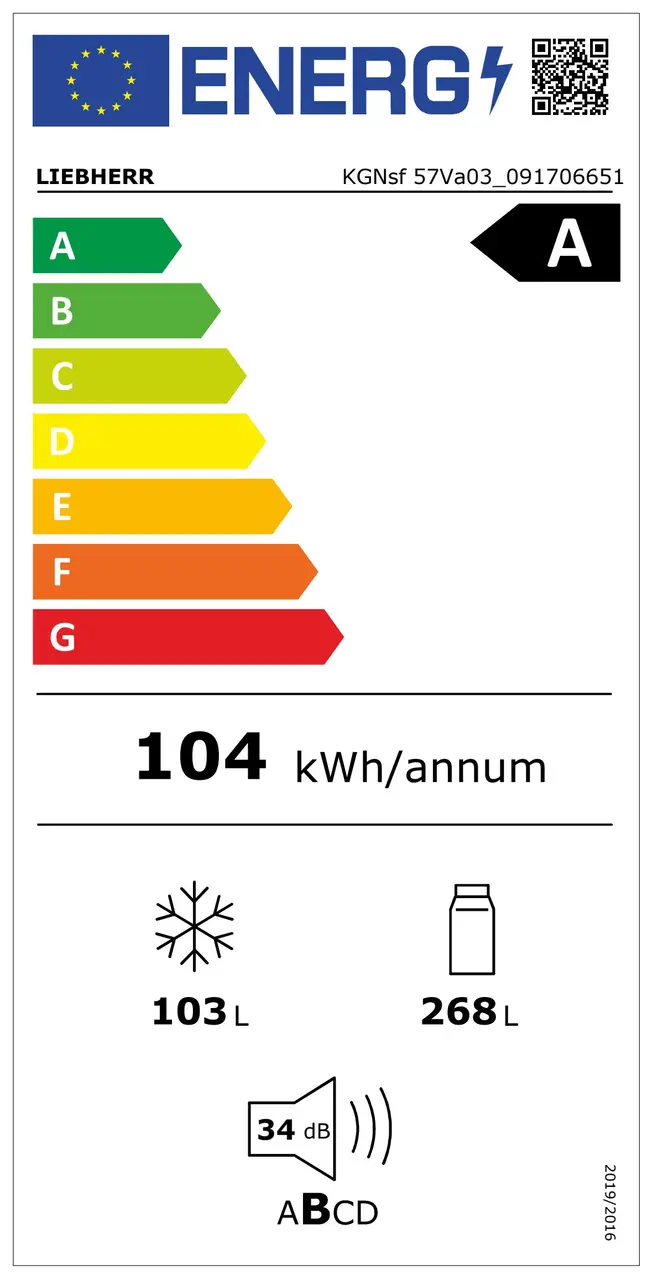 ENERG
LIEBHERR KGNsf 57Va03_091706651
A
A
B
C
D
E
F
G
104 kWh/annum
103 L 268 L
34 dB
ABCD
2019/2016